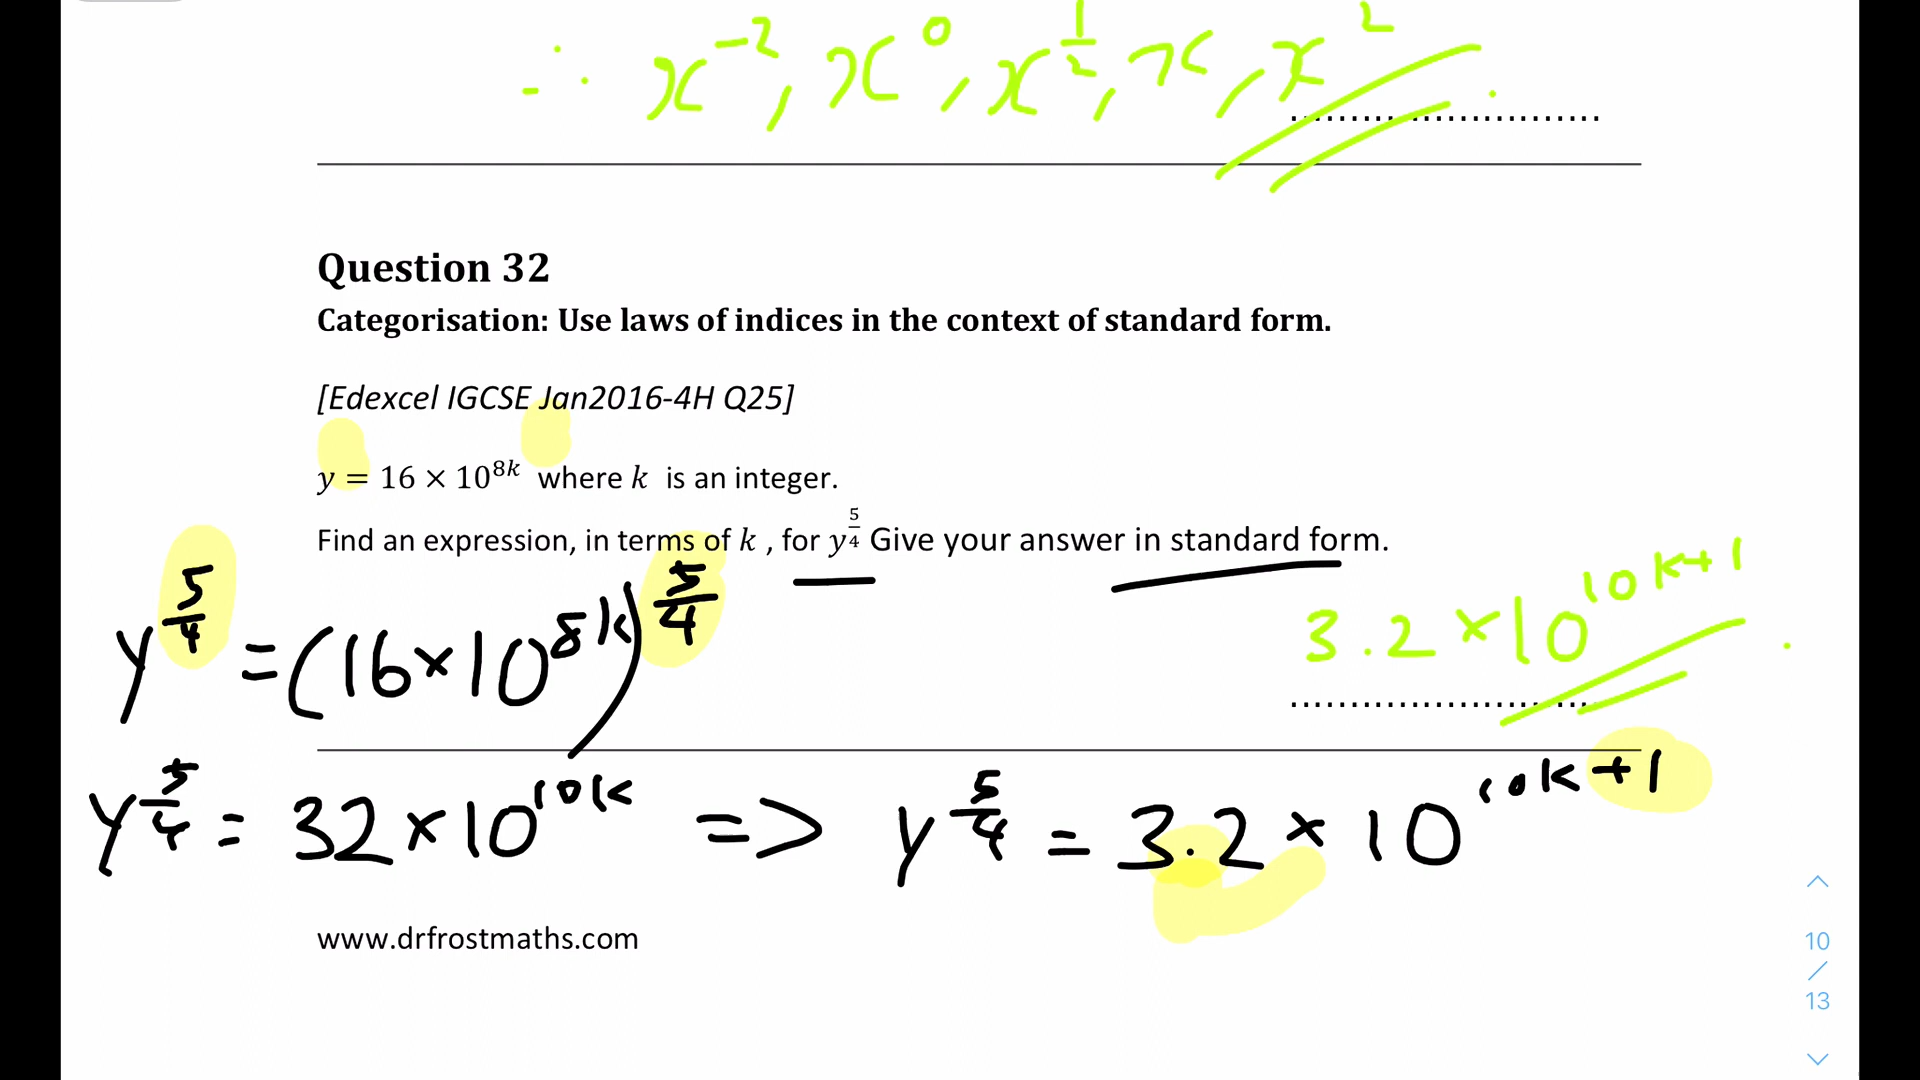 ∴ x⁻², x⁰, x^(1/2), x, x²
Question 32
Categorisation: Use laws of indices in the context of standard form.
[Edexcel IGCSE Jan2016-4H Q25]
y = 16 × 10^(8k) where k is an integer.
Find an expression, in terms of k , for y^(5/4) Give your answer in standard form.
3.2 × 10^(10k+1)
y^(5/4) = (16 × 10^(8k))^(5/4)
y^(5/4) = 32 × 10^(10k) => y^(5/4) = 3.2 × 10^(10k+1)
www.drfrostmaths.com
10
/
13